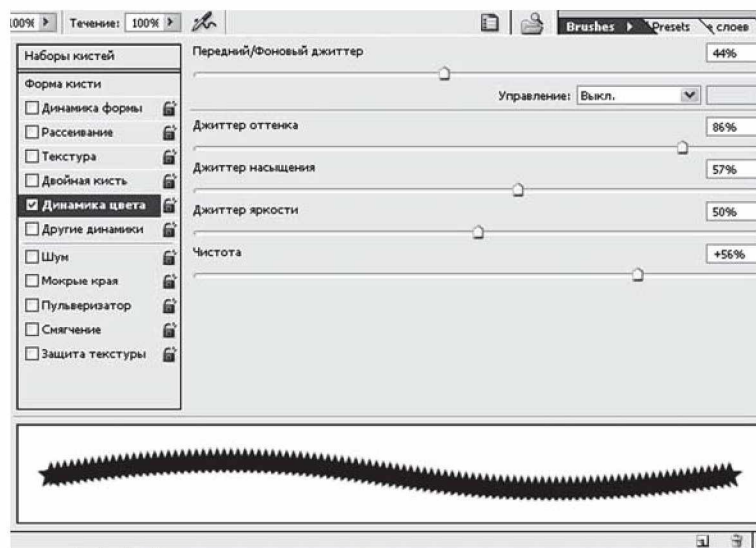 100% Течение: 100% Brushes Presets слоев
Наборы кистей
Форма кисти
Динамика формы
Рассеивание
Текстура
Двойная кисть
Динамика цвета
Другие динамики
Шум
Мокрые края
Пульверизатор
Смягчение
Защита текстуры
Передний/Фоновый джиттер 44%
Управление: Выкл.
Джиттер оттенка 86%
Джиттер насыщения 57%
Джиттер яркости 50%
Чистота +56%